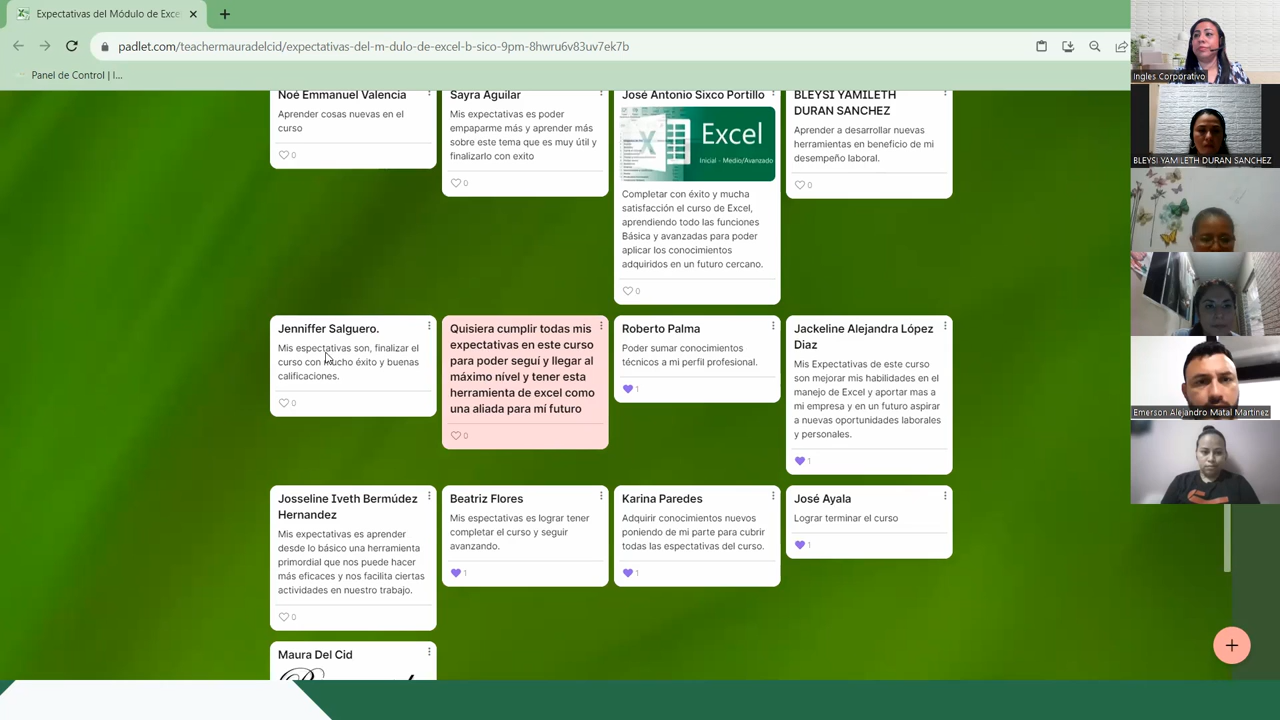 Expectativas del Módulo de Exce
padlet.com/teachermauradelcid/expectativas-del-m-dulo-de-excel-b-sico-8pm-8hwru6v83uv7ek7b
Panel de Control | I...
Noé Emmanuel Valencia
Aprender cosas nuevas en el
curso
0
empaparme mas y aprender más
sobre este tema que es muy útil y
finalizarlo con exito
0
José Antonio Sixco Portillo
Excel
Inicial - Medio/Avanzado
Completar con éxito y mucha
satisfacción el curso de Excel,
aprendiendo todo las funciones
Básica y avanzadas para poder
aplicar los conocimientos
adquiridos en un futuro cercano.
0
BLEYSI YAMILETH
DURAN SANCHEZ
Aprender a desarrollar nuevas
herramientas en beneficio de mi
desempeño laboral.
0
Jenniffer Salguero.
Mis espectativas son, finalizar el
curso con mucho éxito y buenas
calificaciones.
0
Quisiera cumplir todas mis
expectativas en este curso
para poder seguí y llegar al
máximo nivel y tener esta
herramienta de excel como
una aliada para mí futuro
0
Roberto Palma
Poder sumar conocimientos
técnicos a mi perfil profesional.
1
Jackeline Alejandra López
Diaz
Mis Expectativas de este curso
son mejorar mis habilidades en el
manejo de Excel y aportar mas a
mi empresa y en un futuro aspirar
a nuevas oportunidades laborales
y personales.
1
Josseline Iveth Bermúdez
Hernandez
Mis expectativas es aprender
desde lo básico una herramienta
primordial que nos puede hacer
más eficaces y nos facilita ciertas
actividades en nuestro trabajo.
0
Beatriz Flores
Mis espectativas es lograr tener
completar el curso y seguir
avanzando.
1
Karina Paredes
Adquirir conocimientos nuevos
poniendo de mi parte para cubrir
todas las espectativas del curso.
1
José Ayala
Lograr terminar el curso
1
Maura Del Cid
Ingles Corporativo
BLEYSI YAMILETH DURAN SANCHEZ
Emerson Alejandro Matal Martinez